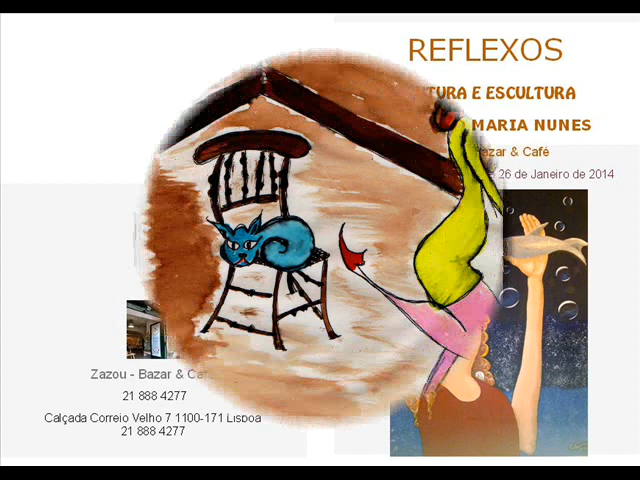 REFLEXOS
TURA E ESCULTURA
MARIA NUNES
Bazar & Café
26 de Janeiro de 2014
Zazou - Bazar & Ca
21 888 4277
Calçada Correio Velho 7 1100-171 Lisboa
21 888 4277